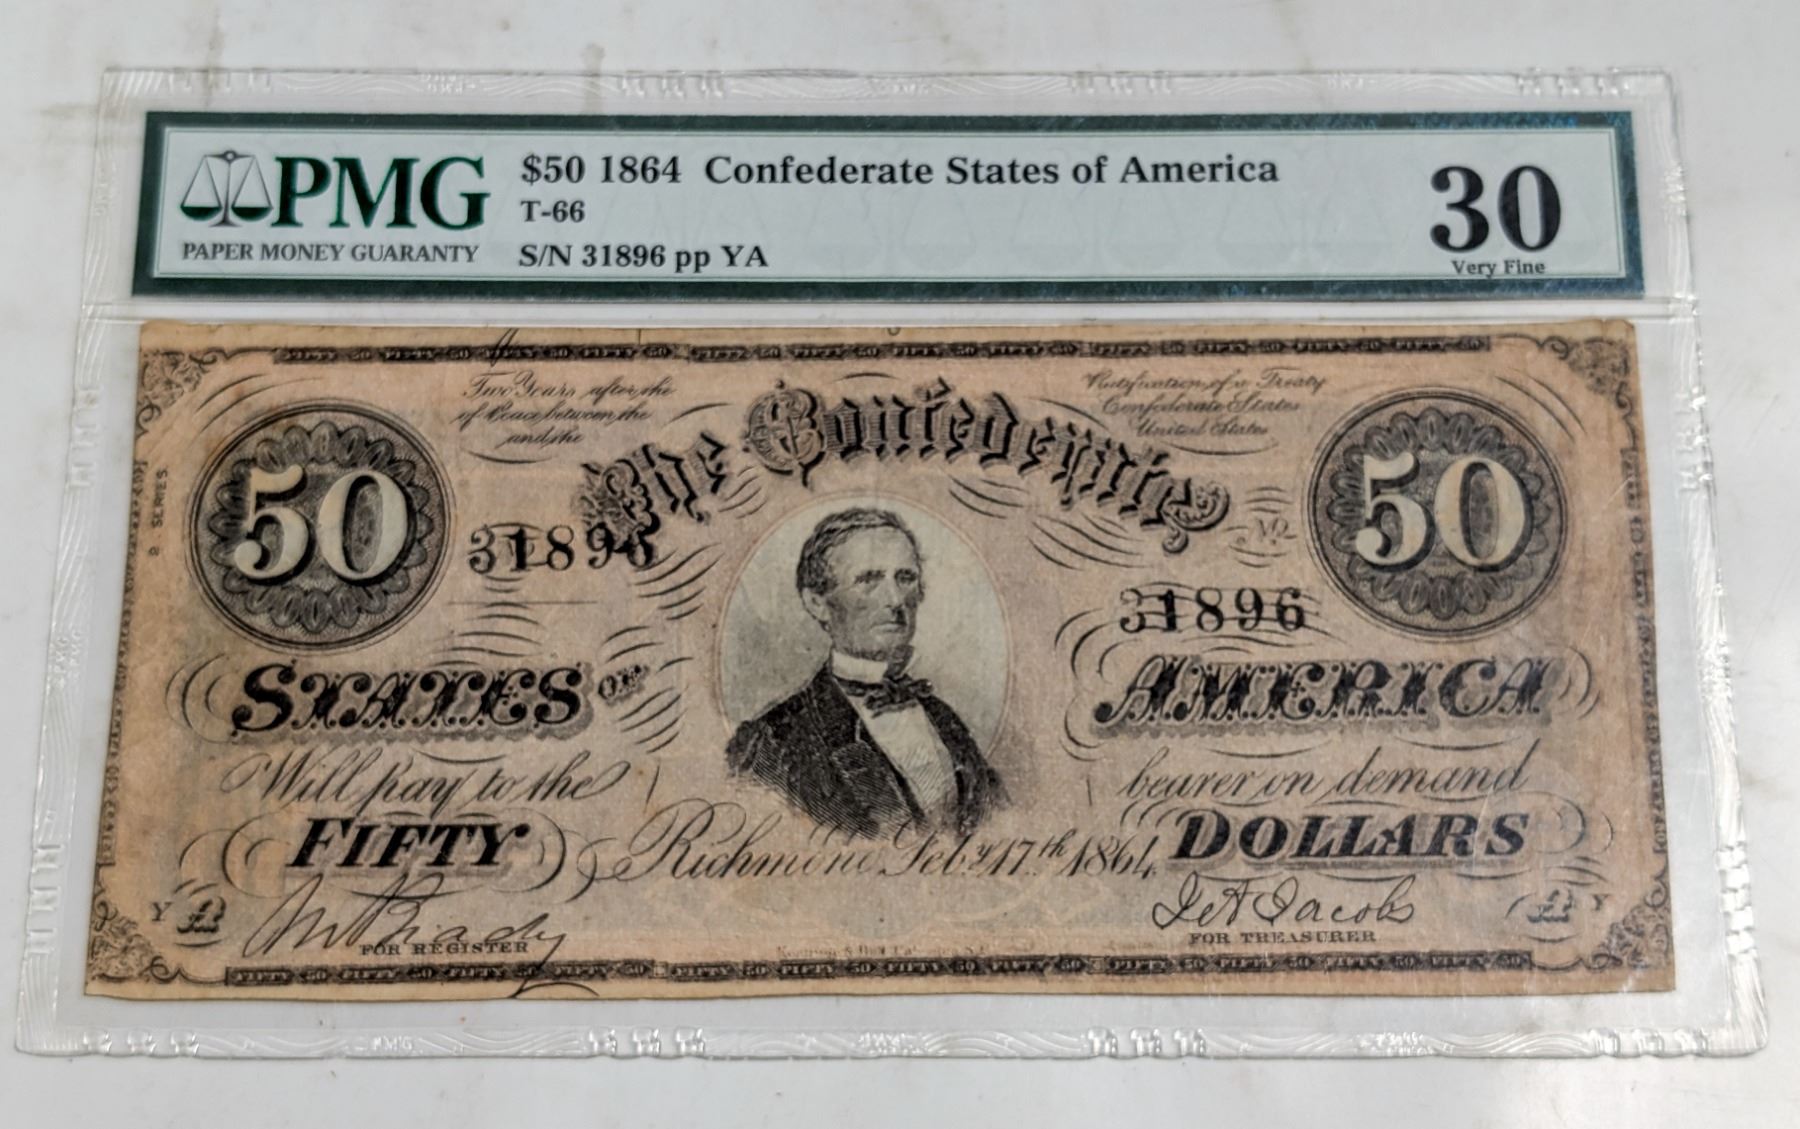 PMG
PAPER MONEY GUARANTY
$50 1864 Confederate States of America
T-66
S/N 31896 pp YA
30
Very Fine
Two Years after the Ratification of a Treaty
of Peace between the Confederate States
and the United States
The Confederate
50
50
2. SERIES
31896
No
31896
STATES OF AMERICA
Will pay to the bearer on demand
FIFTY DOLLARS
Richmond Feby. 17th. 1864
Y A
A Y
FOR REGISTER
J A Jacobs
FOR TREASURER